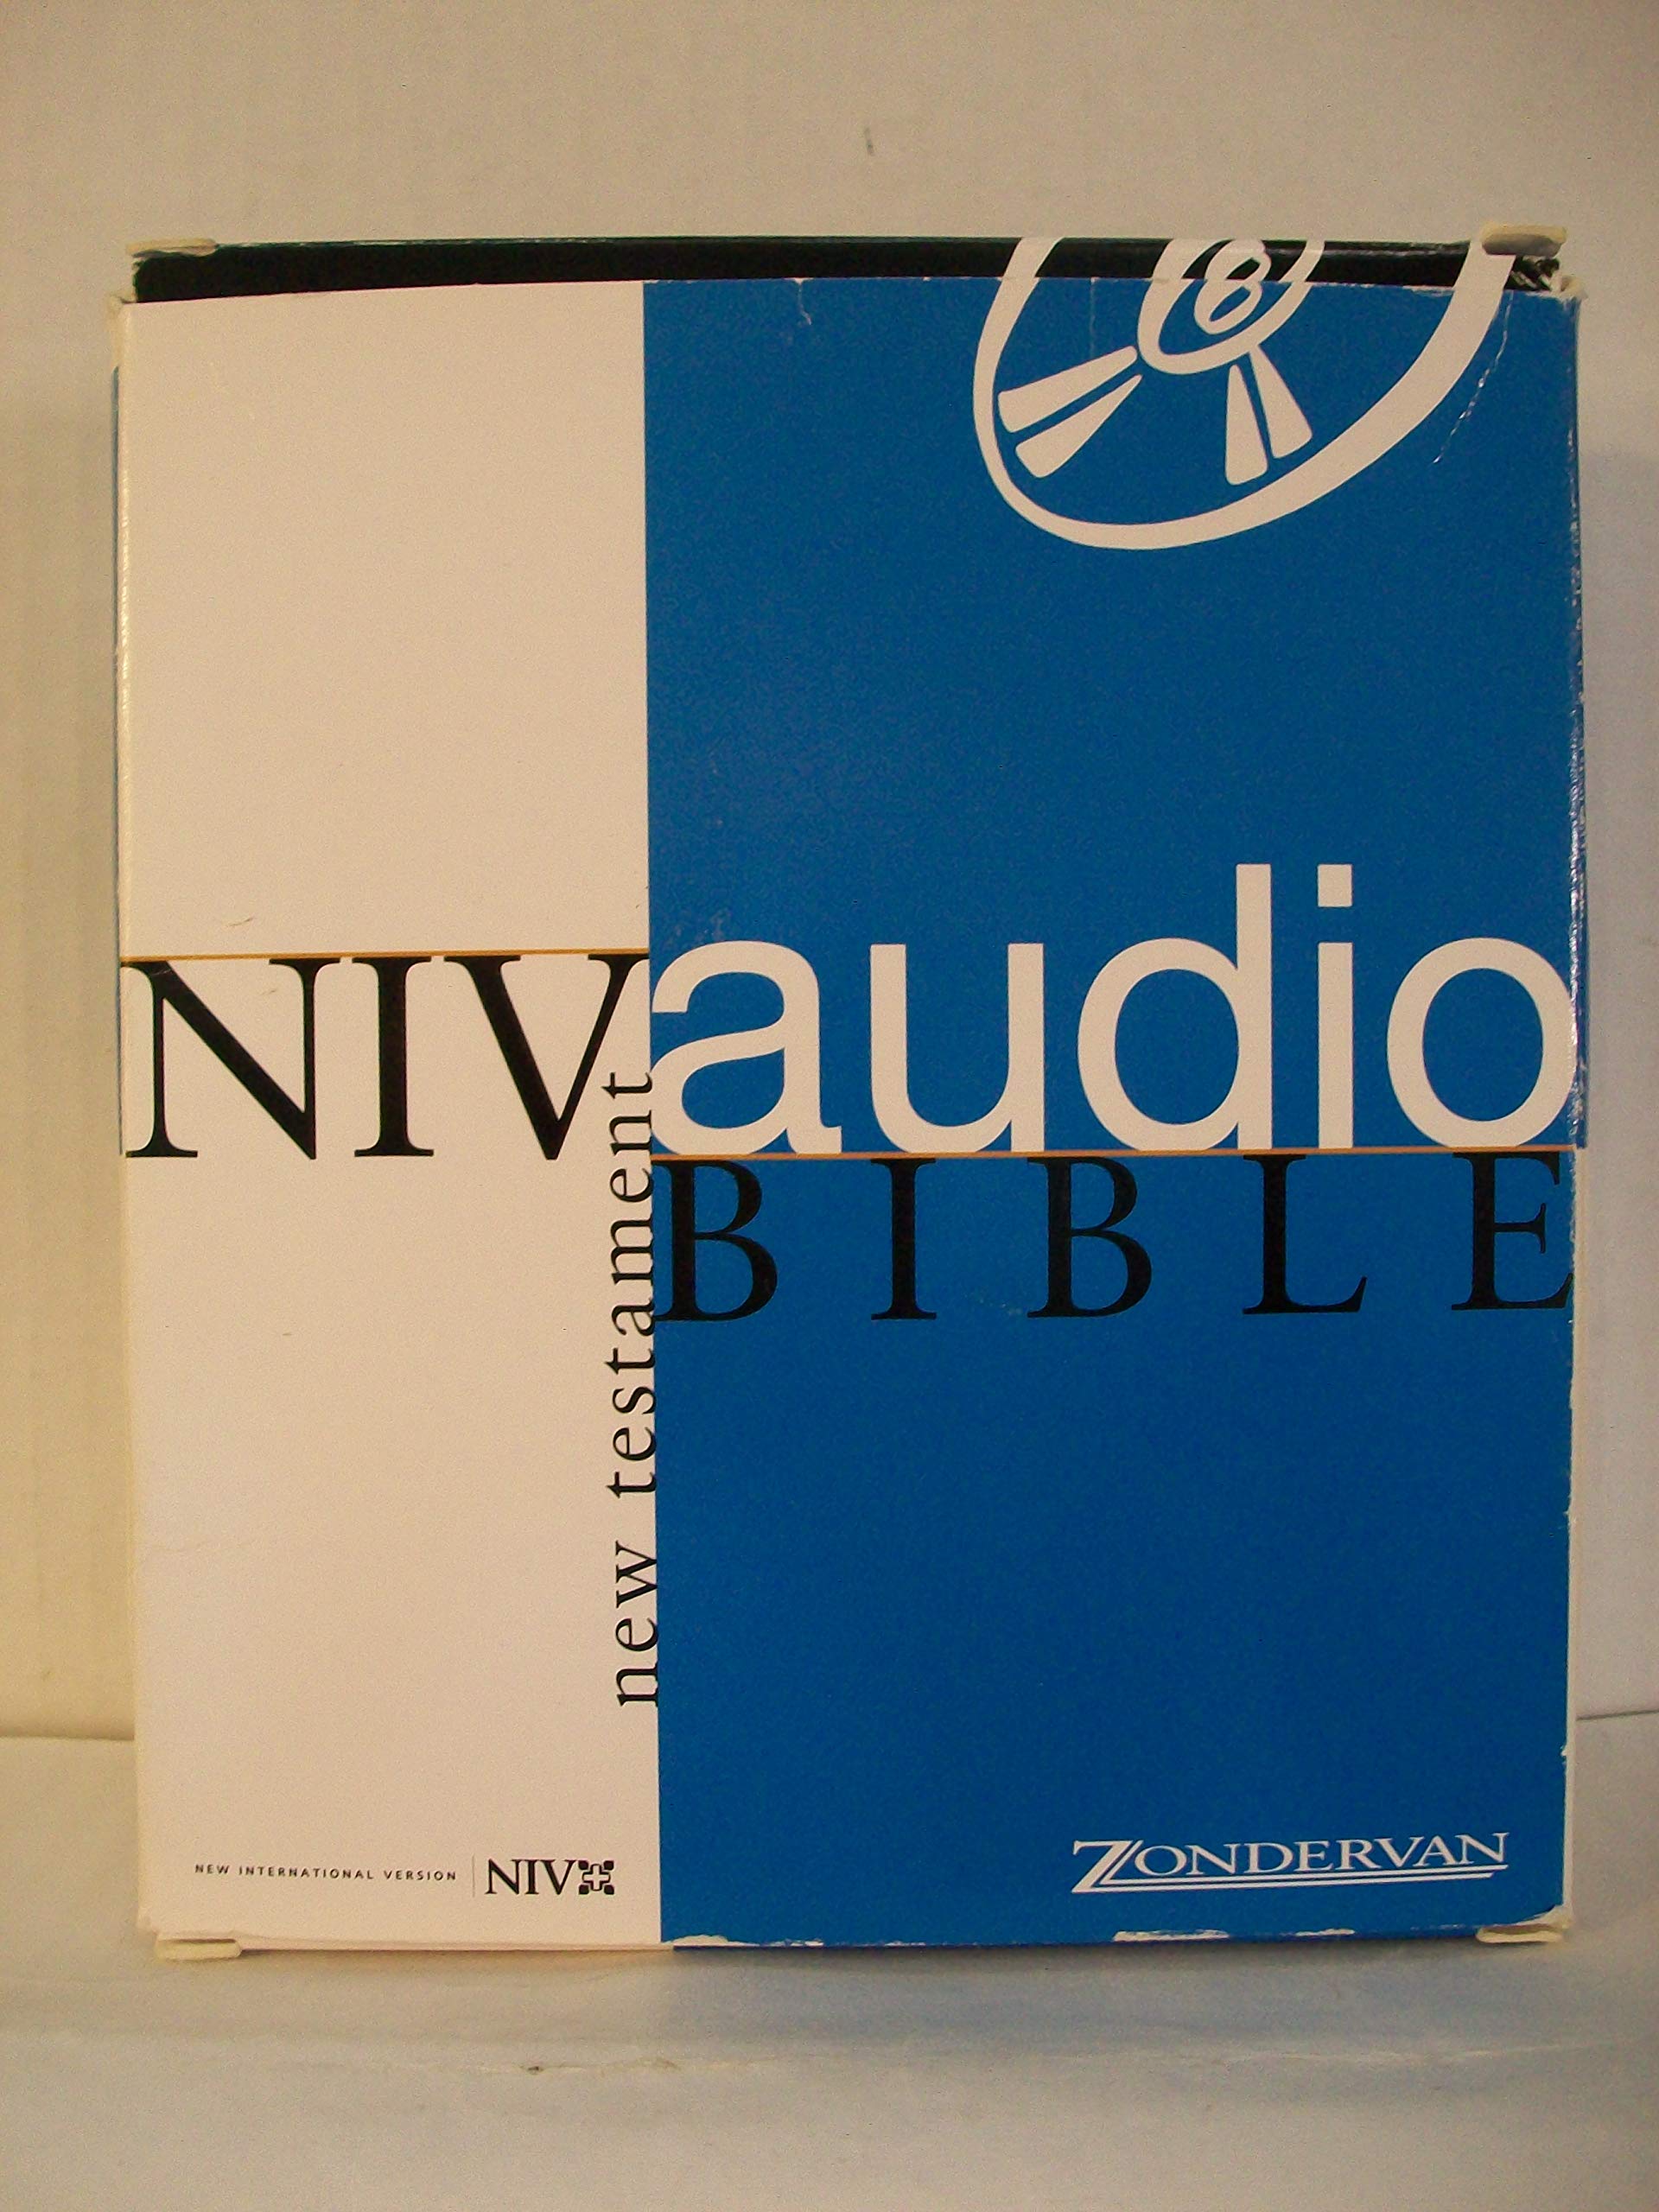 8
NIV audio
BIBLE
new testament
NEW INTERNATIONAL VERSION | NIV
ZONDERVAN